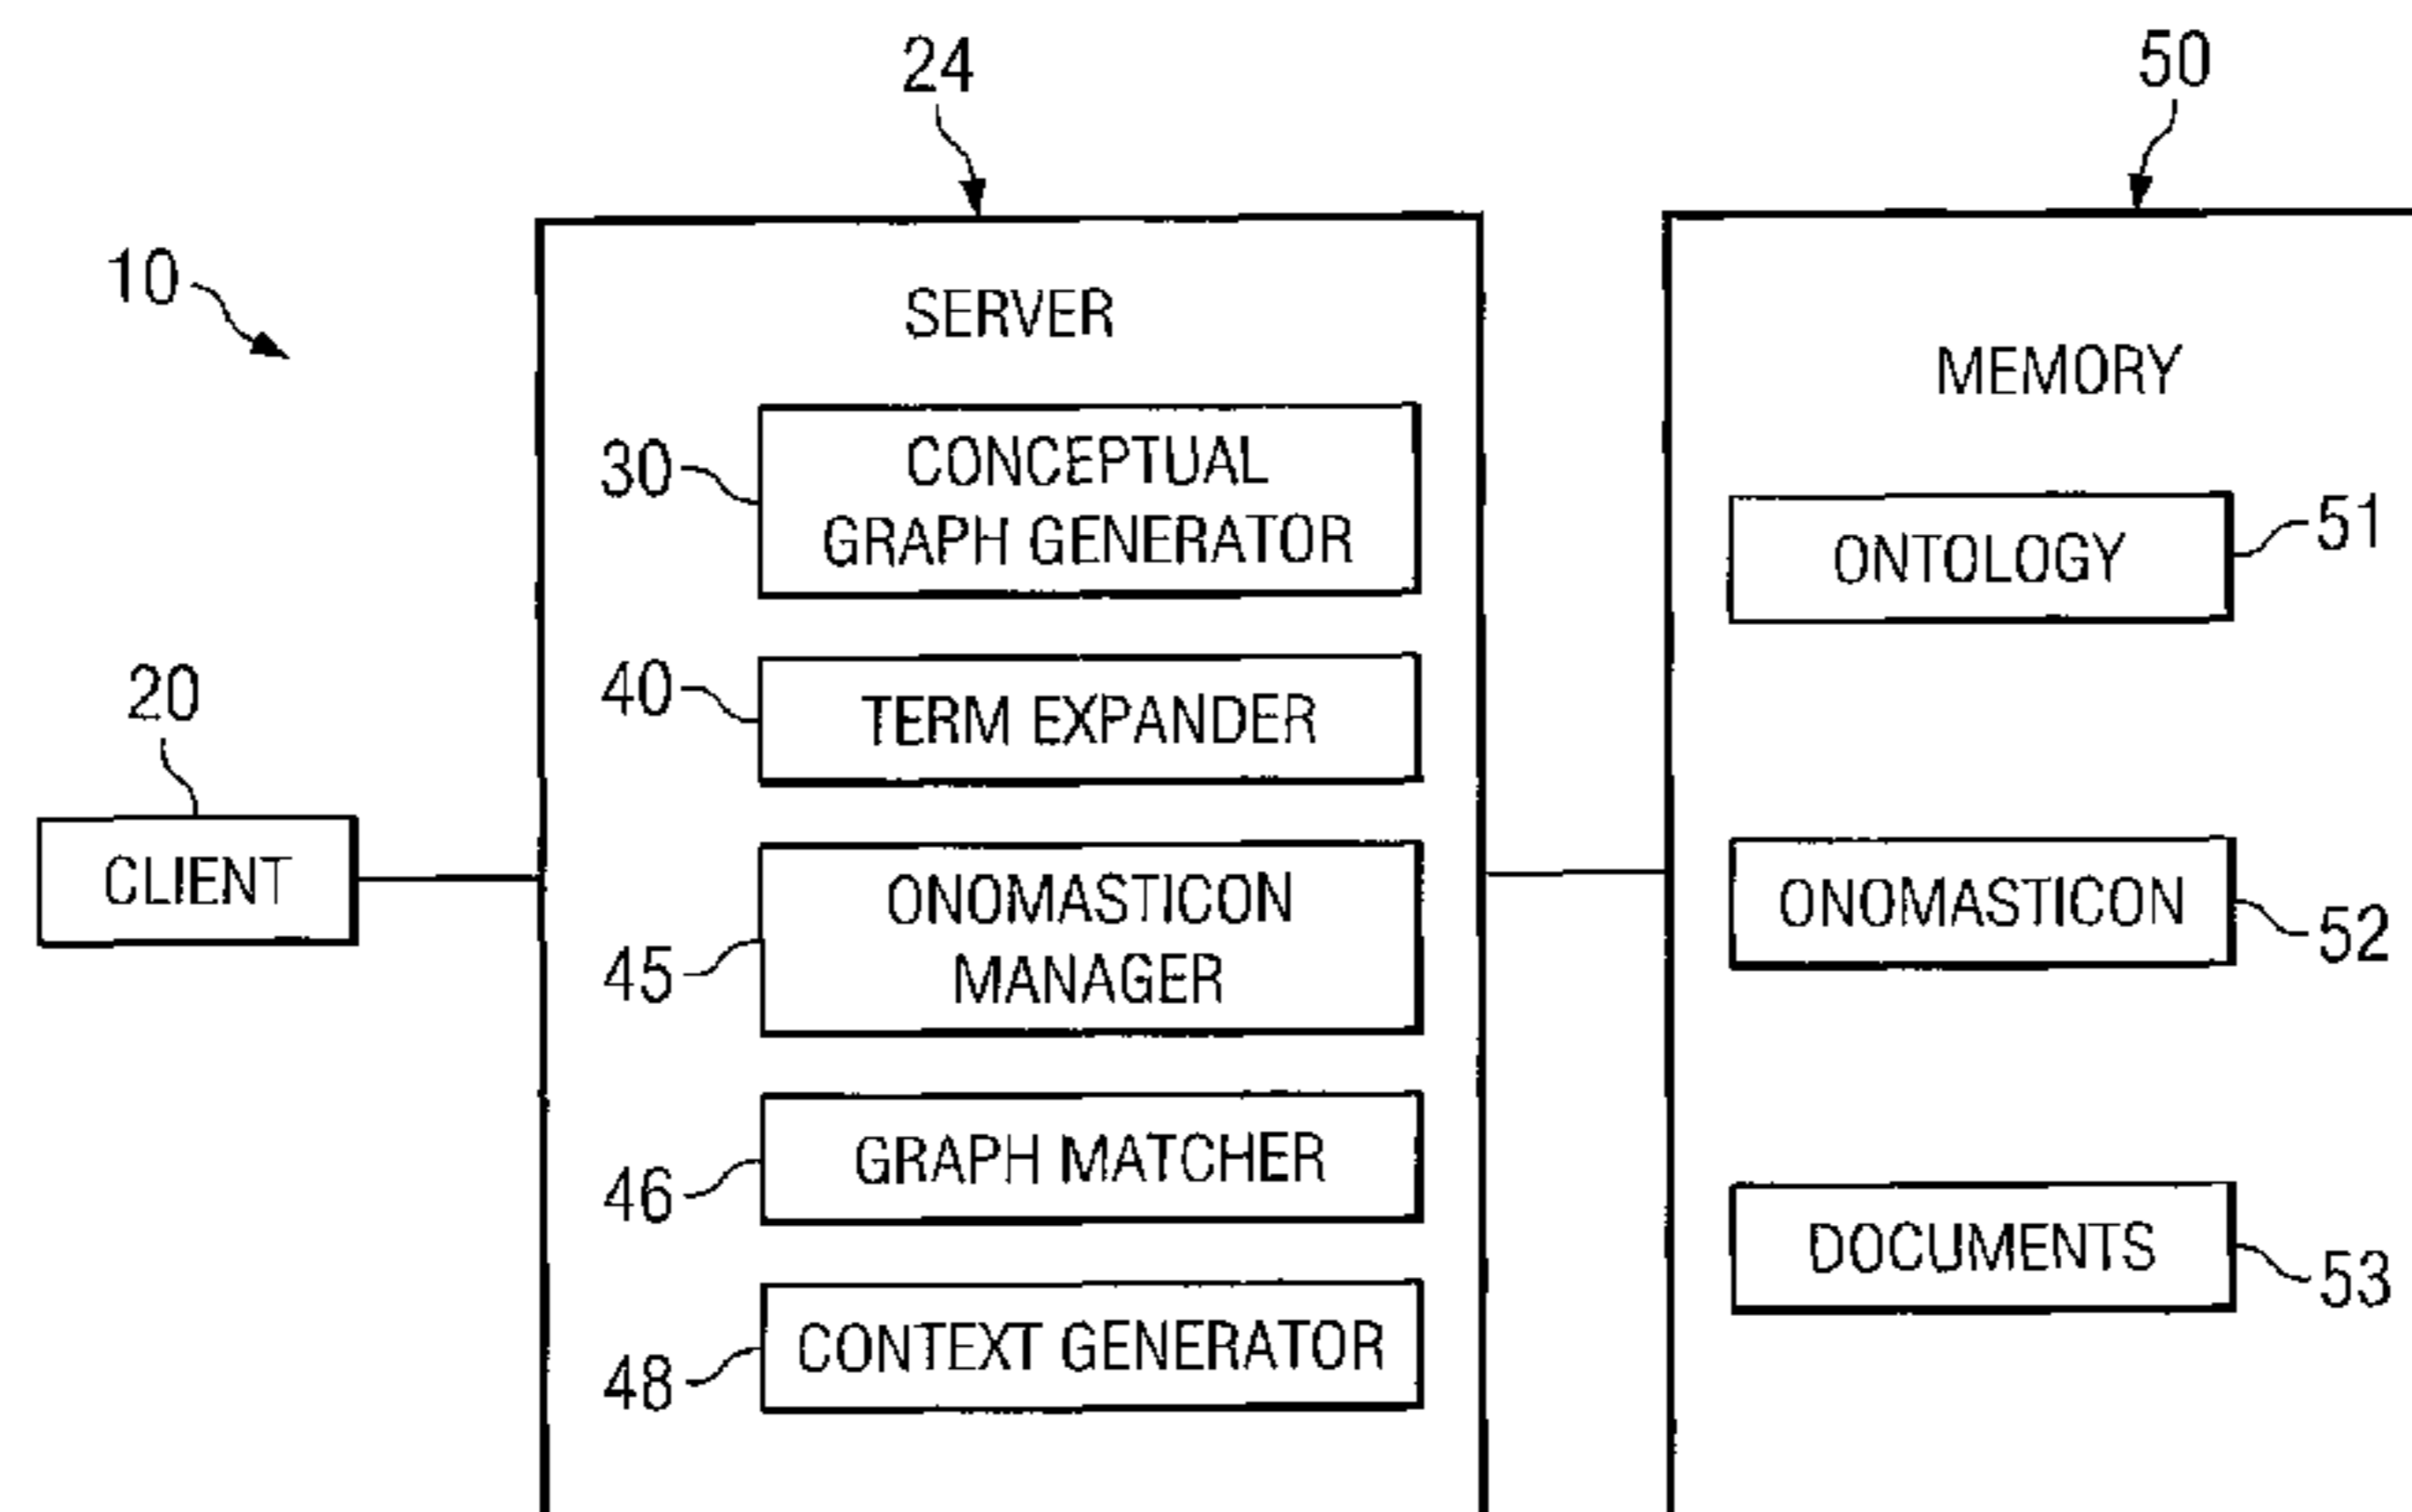 24
50
10
SERVER
MEMORY
30
CONCEPTUAL
GRAPH GENERATOR
ONTOLOGY
51
20
40
TERM EXPANDER
CLIENT
45
ONOMASTICON
MANAGER
ONOMASTICON
52
46
GRAPH MATCHER
DOCUMENTS
53
48
CONTEXT GENERATOR